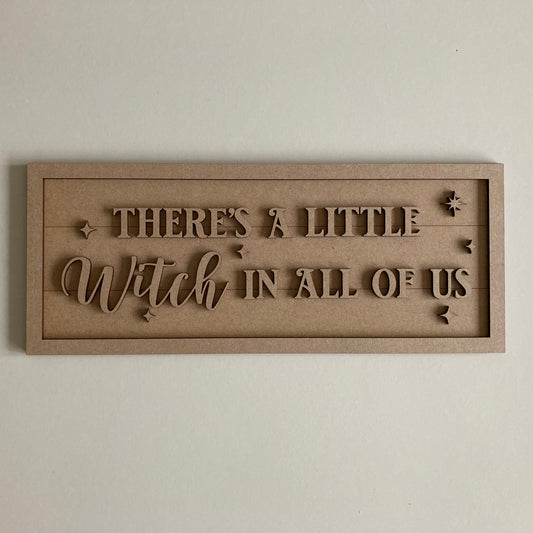 THERE'S A LITTLE
Witch IN ALL OF US